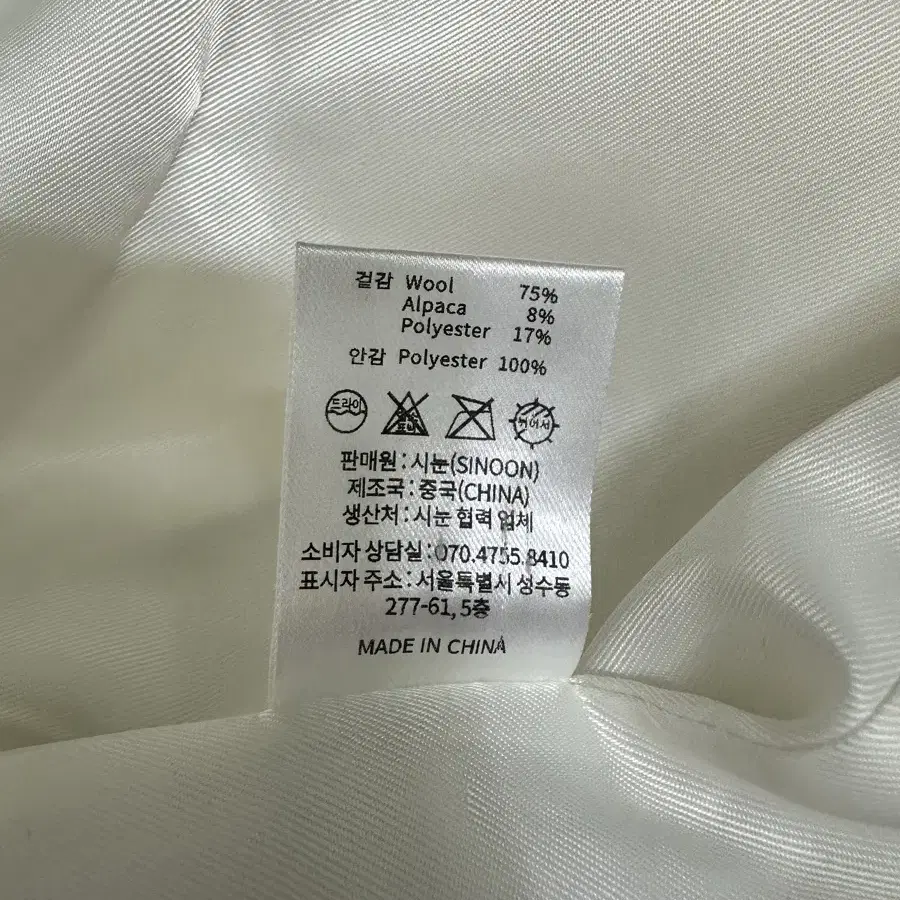 겉감 Wool 75%
Alpaca 8%
Polyester 17%
안감 Polyester 100%
드라이 뉘어서
판매원 : 시눈(SINOON)
제조국 : 중국(CHINA)
생산처 : 시눈 협력 업체
소비자 상담실 : 070.4755.8410
표시자 주소 : 서울특별시 성수동
277-61, 5층
MADE IN CHINA